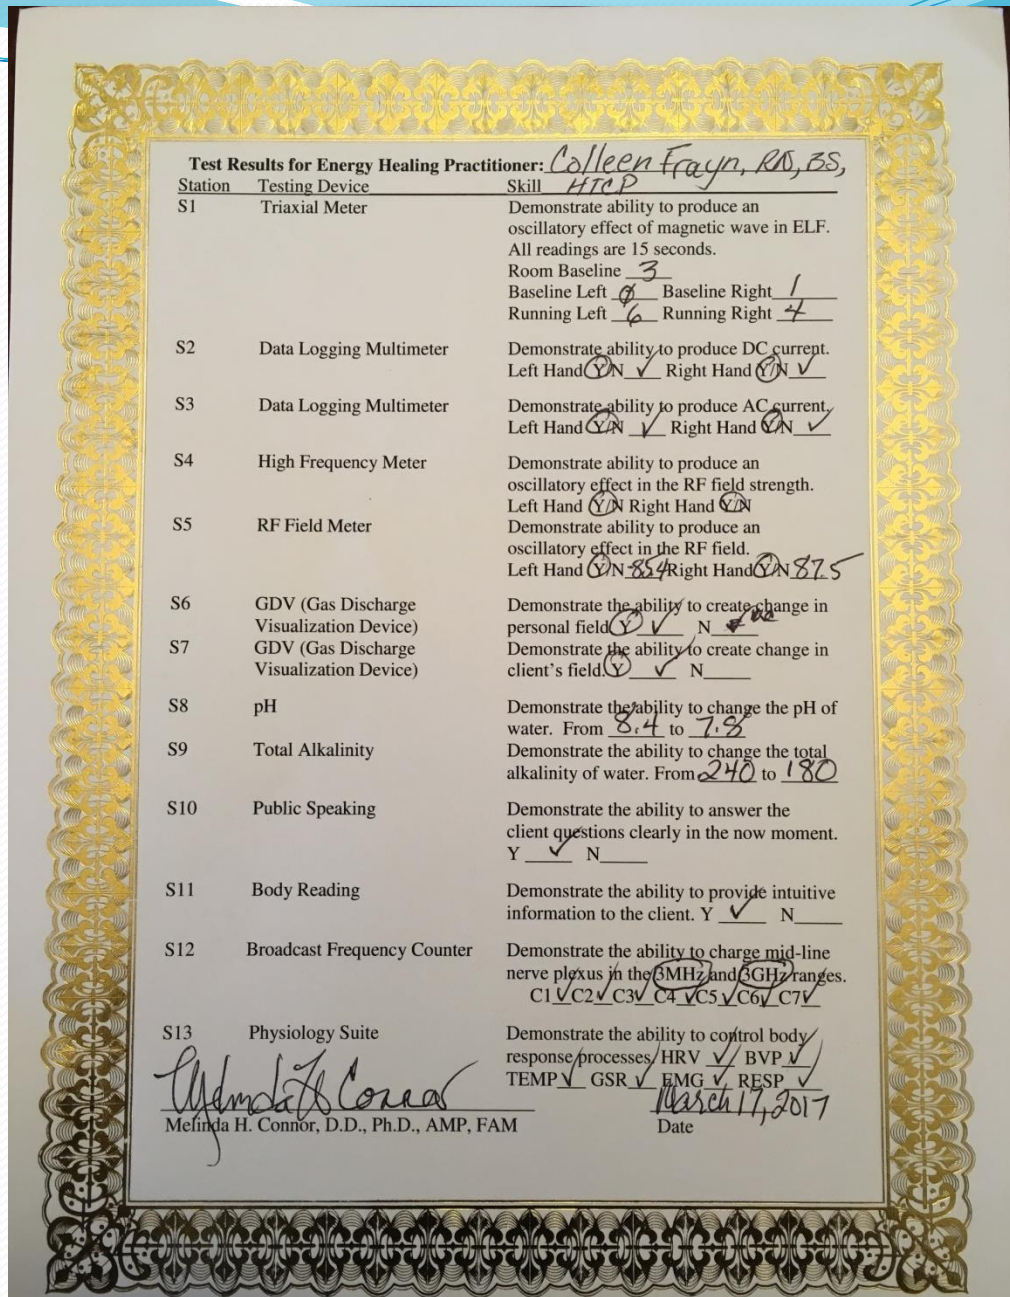 Test Results for Energy Healing Practitioner: Colleen Frayn, RN, BS,
Station Testing Device Skill HTCP
S1 Triaxial Meter Demonstrate ability to produce an
oscillatory effect of magnetic wave in ELF.
All readings are 15 seconds.
Room Baseline 3
Baseline Left 0 Baseline Right 1
Running Left 6 Running Right 4
S2 Data Logging Multimeter Demonstrate ability to produce DC current.
Left Hand Y/N ✓ Right Hand Y/N ✓
S3 Data Logging Multimeter Demonstrate ability to produce AC current.
Left Hand Y/N ✓ Right Hand Y/N ✓
S4 High Frequency Meter Demonstrate ability to produce an
oscillatory effect in the RF field strength.
Left Hand Y/N Right Hand Y/N
S5 RF Field Meter Demonstrate ability to produce an
oscillatory effect in the RF field.
Left Hand Y/N Right Hand Y/N 87.5
S6 GDV (Gas Discharge Demonstrate the ability to create change in
Visualization Device) personal field. Y ✓ N
S7 GDV (Gas Discharge Demonstrate the ability to create change in
Visualization Device) client's field. Y ✓ N
S8 pH Demonstrate the ability to change the pH of
water. From 8.4 to 7.8
S9 Total Alkalinity Demonstrate the ability to change the total
alkalinity of water. From 240 to 180
S10 Public Speaking Demonstrate the ability to answer the
client questions clearly in the now moment.
Y ✓ N
S11 Body Reading Demonstrate the ability to provide intuitive
information to the client. Y ✓ N
S12 Broadcast Frequency Counter Demonstrate the ability to charge mid-line
nerve plexus in the 3MHz and 3GHz ranges.
C1 ✓ C2 ✓ C3 ✓ C4 ✓ C5 ✓ C6 ✓ C7 ✓
S13 Physiology Suite Demonstrate the ability to control body
response processes HRV ✓ BVP ✓
TEMP ✓ GSR ✓ EMG ✓ RESP ✓
Melinda H Connor March 17, 2017
Melinda H. Connor, D.D., Ph.D., AMP, FAM Date